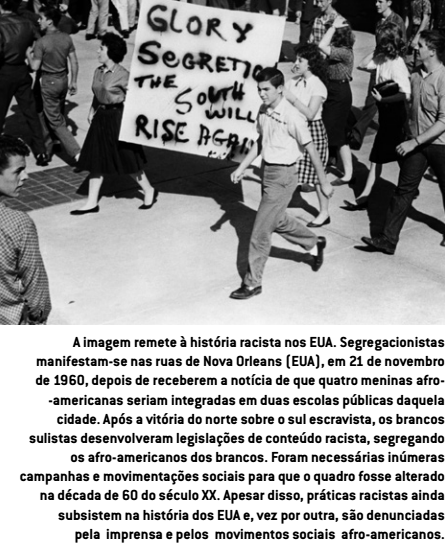 GLORY
SEGRETIO
THE
SOUTH
WILL
RISE AGAIN
A imagem remete à história racista nos EUA. Segregacionistas
manifestam-se nas ruas de Nova Orleans (EUA), em 21 de novembro
de 1960, depois de receberem a notícia de que quatro meninas afro-
-americanas seriam integradas em duas escolas públicas daquela
cidade. Após a vitória do norte sobre o sul escravista, os brancos
sulistas desenvolveram legislações de conteúdo racista, segregando
os afro-americanos dos brancos. Foram necessárias inúmeras
campanhas e movimentações sociais para que o quadro fosse alterado
na década de 60 do século XX. Apesar disso, práticas racistas ainda
subsistem na história dos EUA e, vez por outra, são denunciadas
pela imprensa e pelos movimentos sociais afro-americanos.